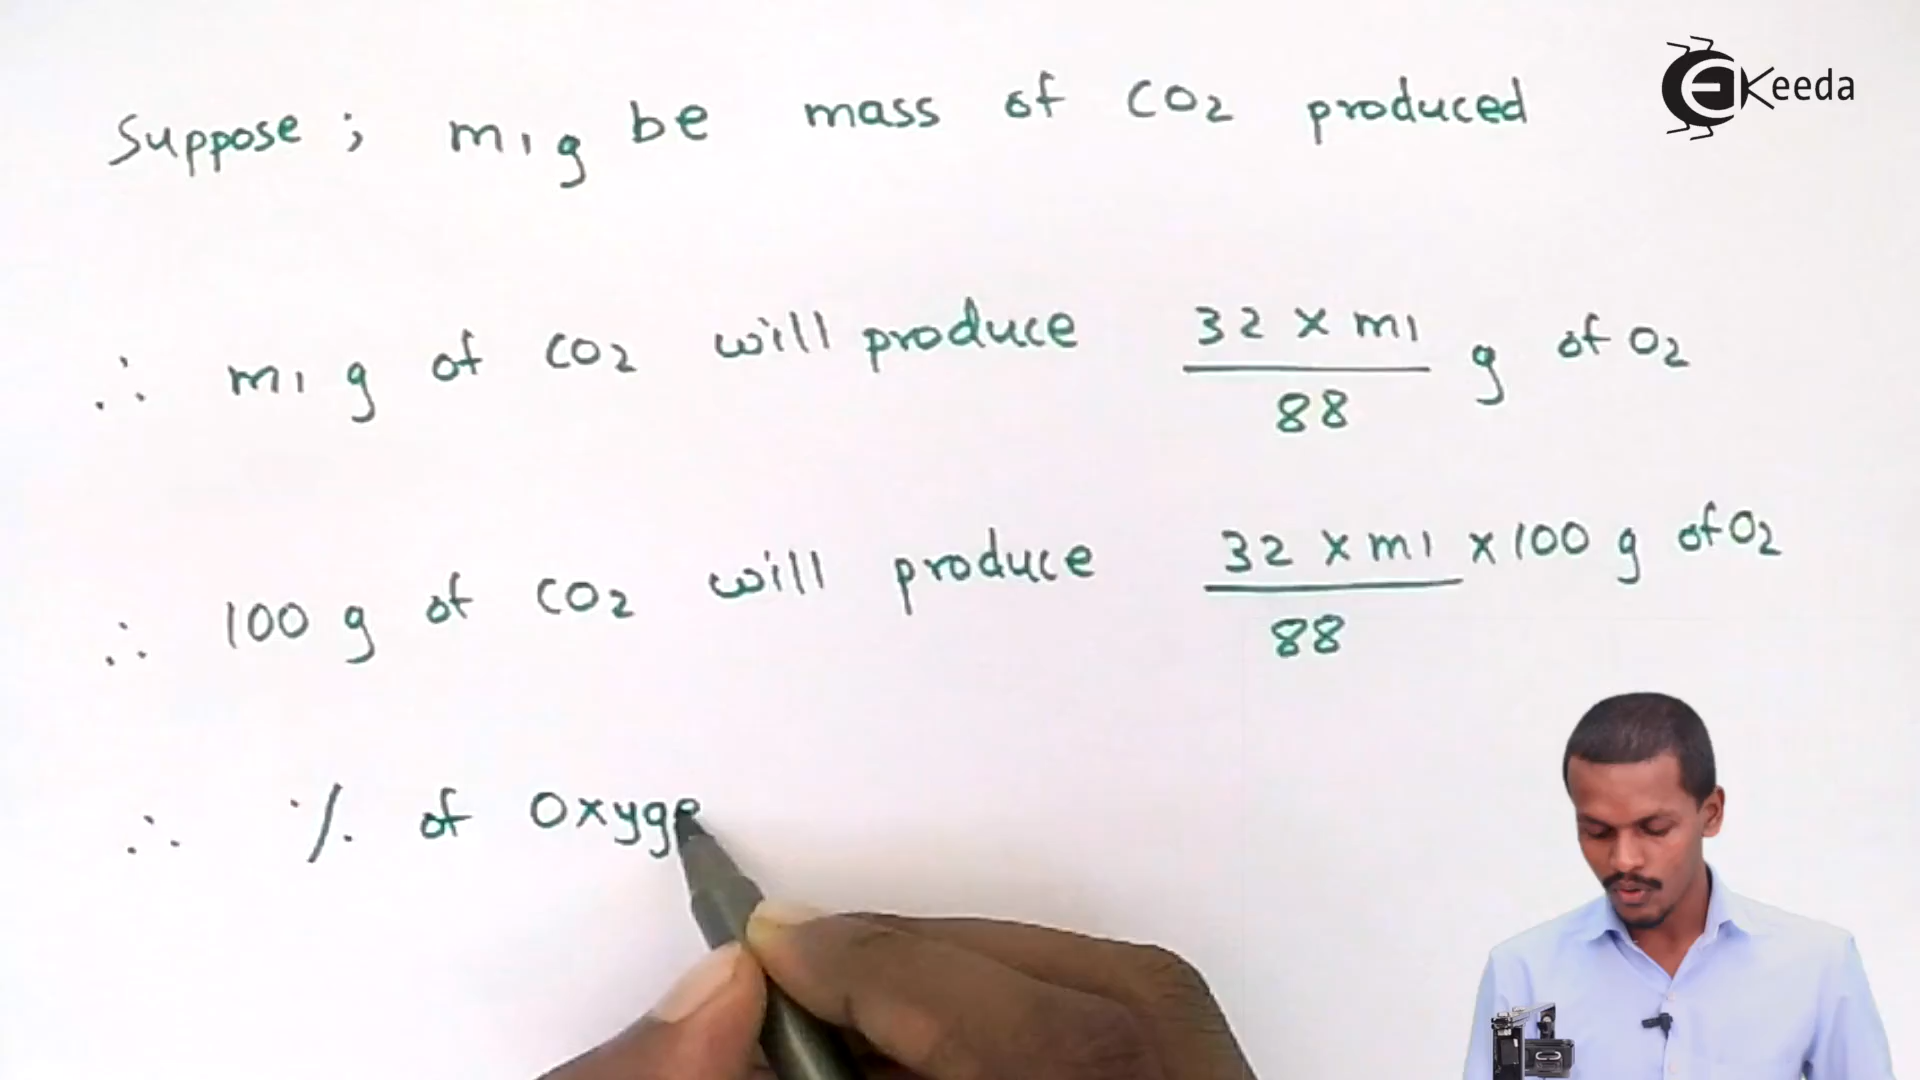 EKeeda
Suppose ; m1 g be mass of CO2 produced
∴ m1 g of CO2 will produce 32 x m1 / 88 g of O2
∴ 100 g of CO2 will produce 32 x m1 / 88 x 100 g of O2
∴ % of Oxyge